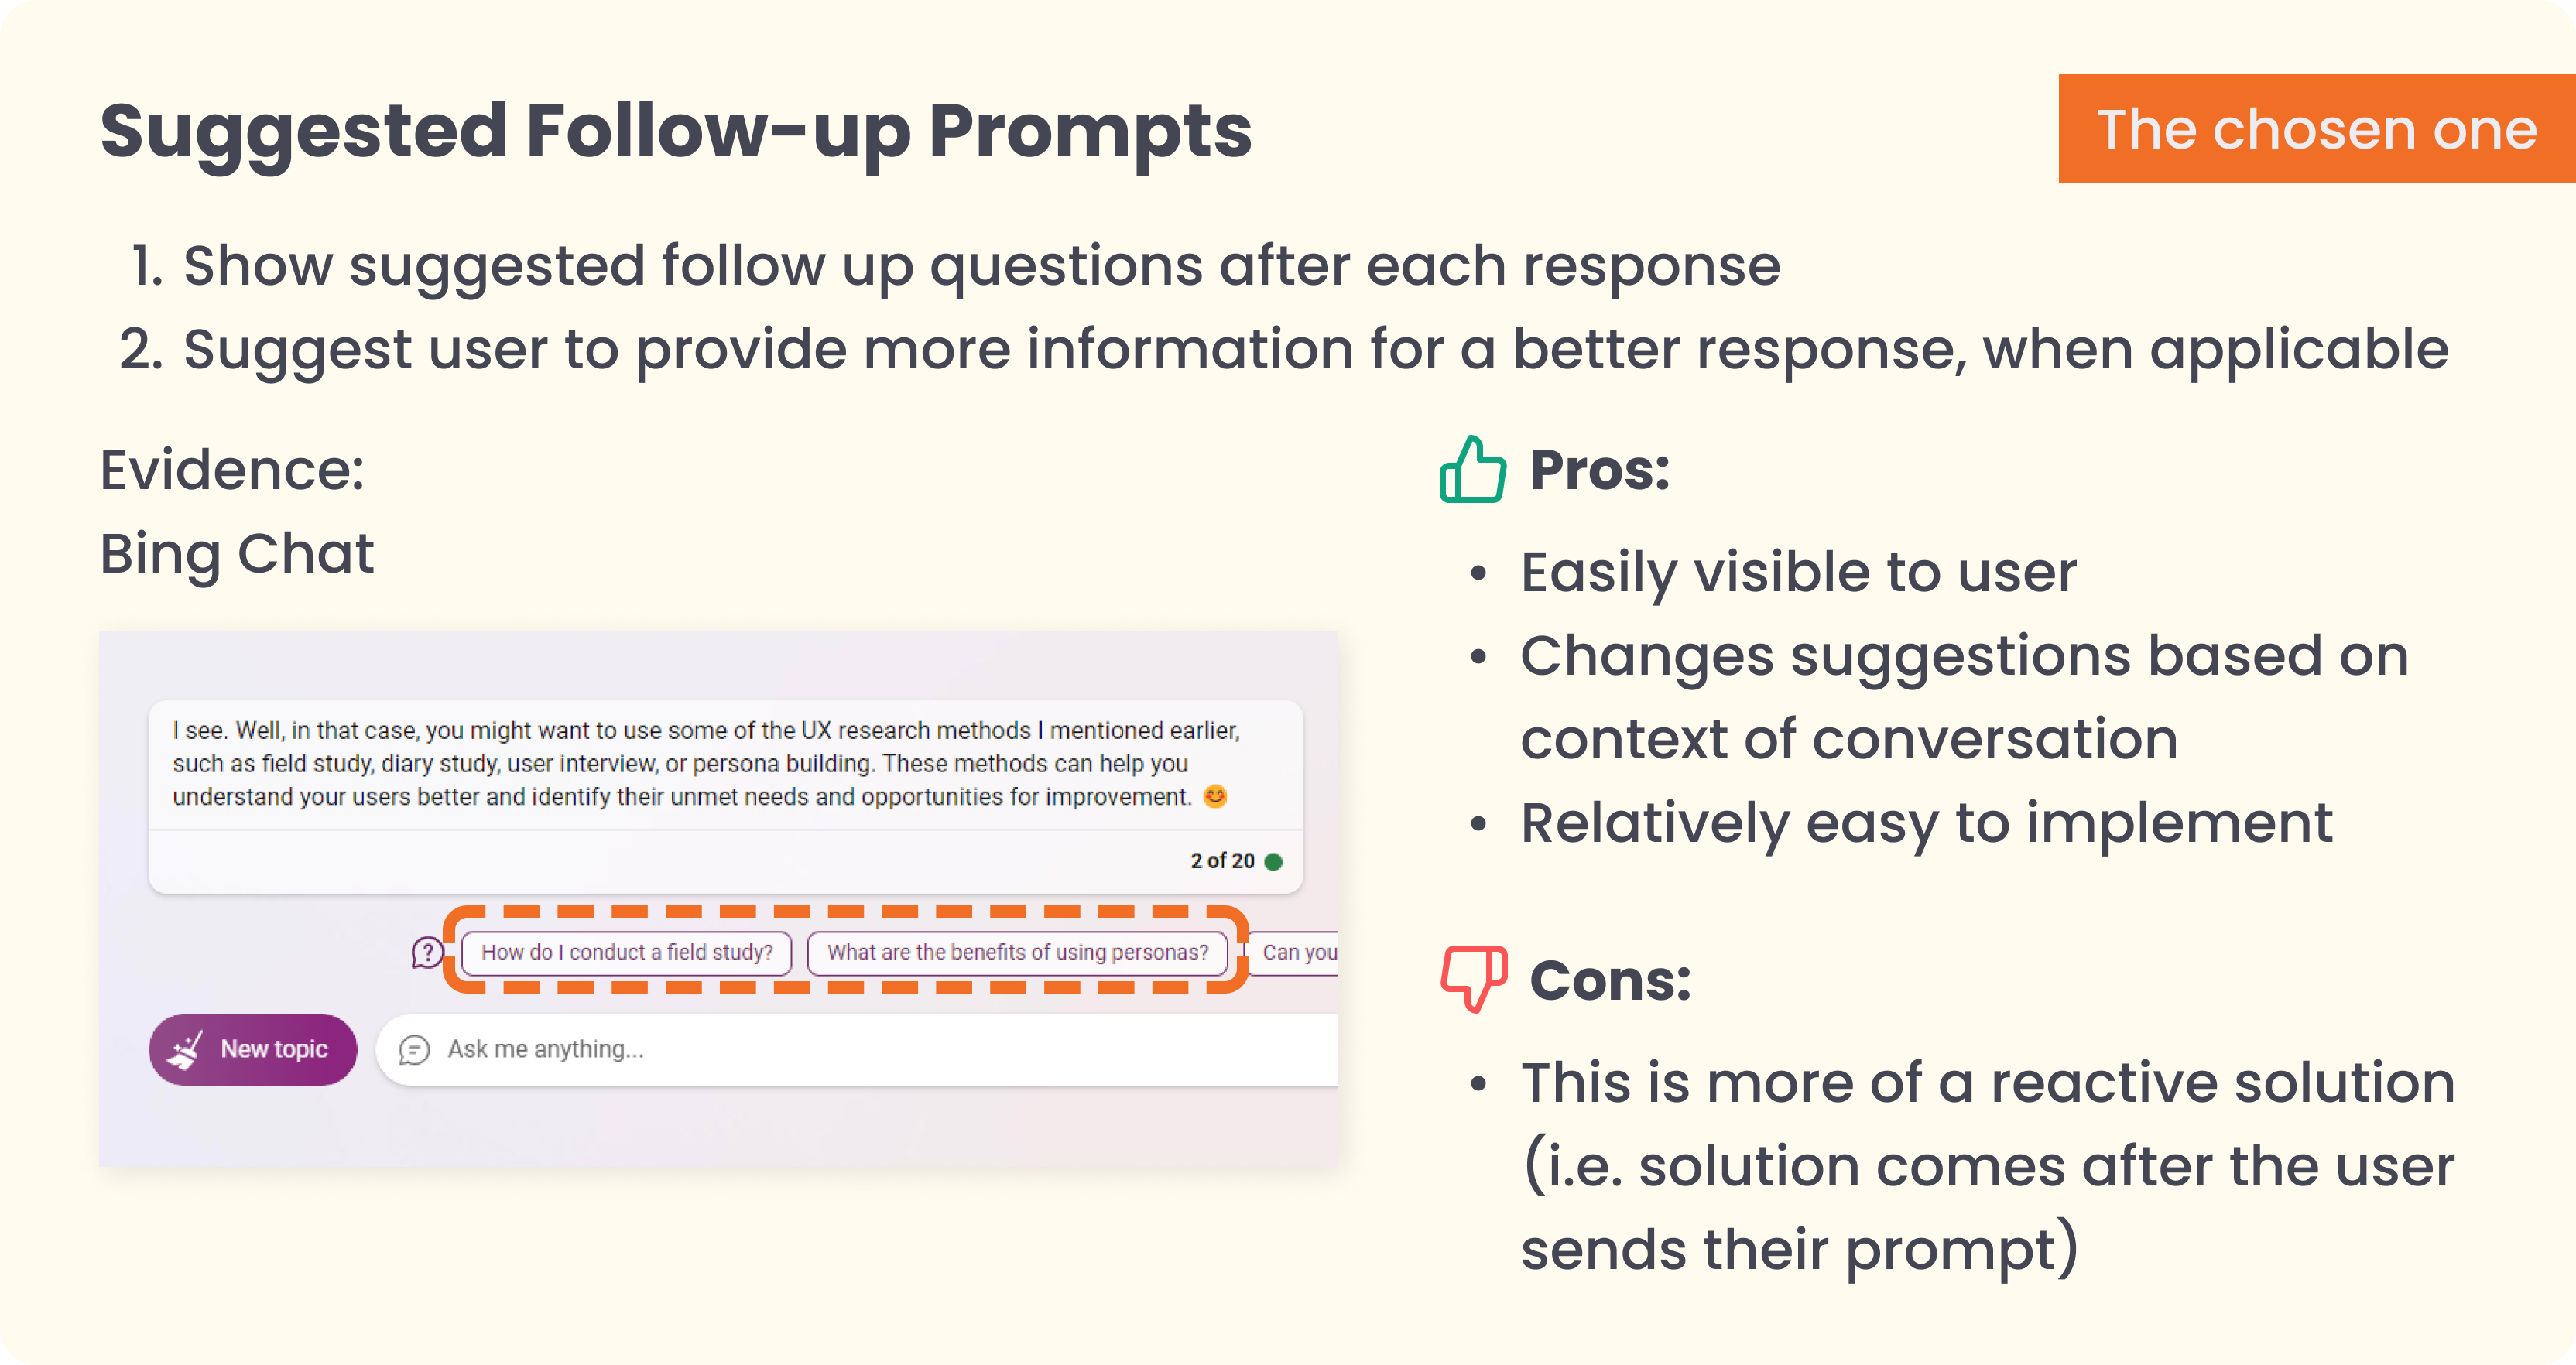 Suggested Follow-up Prompts
The chosen one
1. Show suggested follow up questions after each response
2. Suggest user to provide more information for a better response, when applicable
Evidence:
Bing Chat
I see. Well, in that case, you might want to use some of the UX research methods I mentioned earlier,
such as field study, diary study, user interview, or persona building. These methods can help you
understand your users better and identify their unmet needs and opportunities for improvement. 😊
2 of 20
How do I conduct a field study?
What are the benefits of using personas?
Can you
New topic
Ask me anything...
Pros:
• Easily visible to user
• Changes suggestions based on
context of conversation
• Relatively easy to implement
Cons:
• This is more of a reactive solution
(i.e. solution comes after the user
sends their prompt)